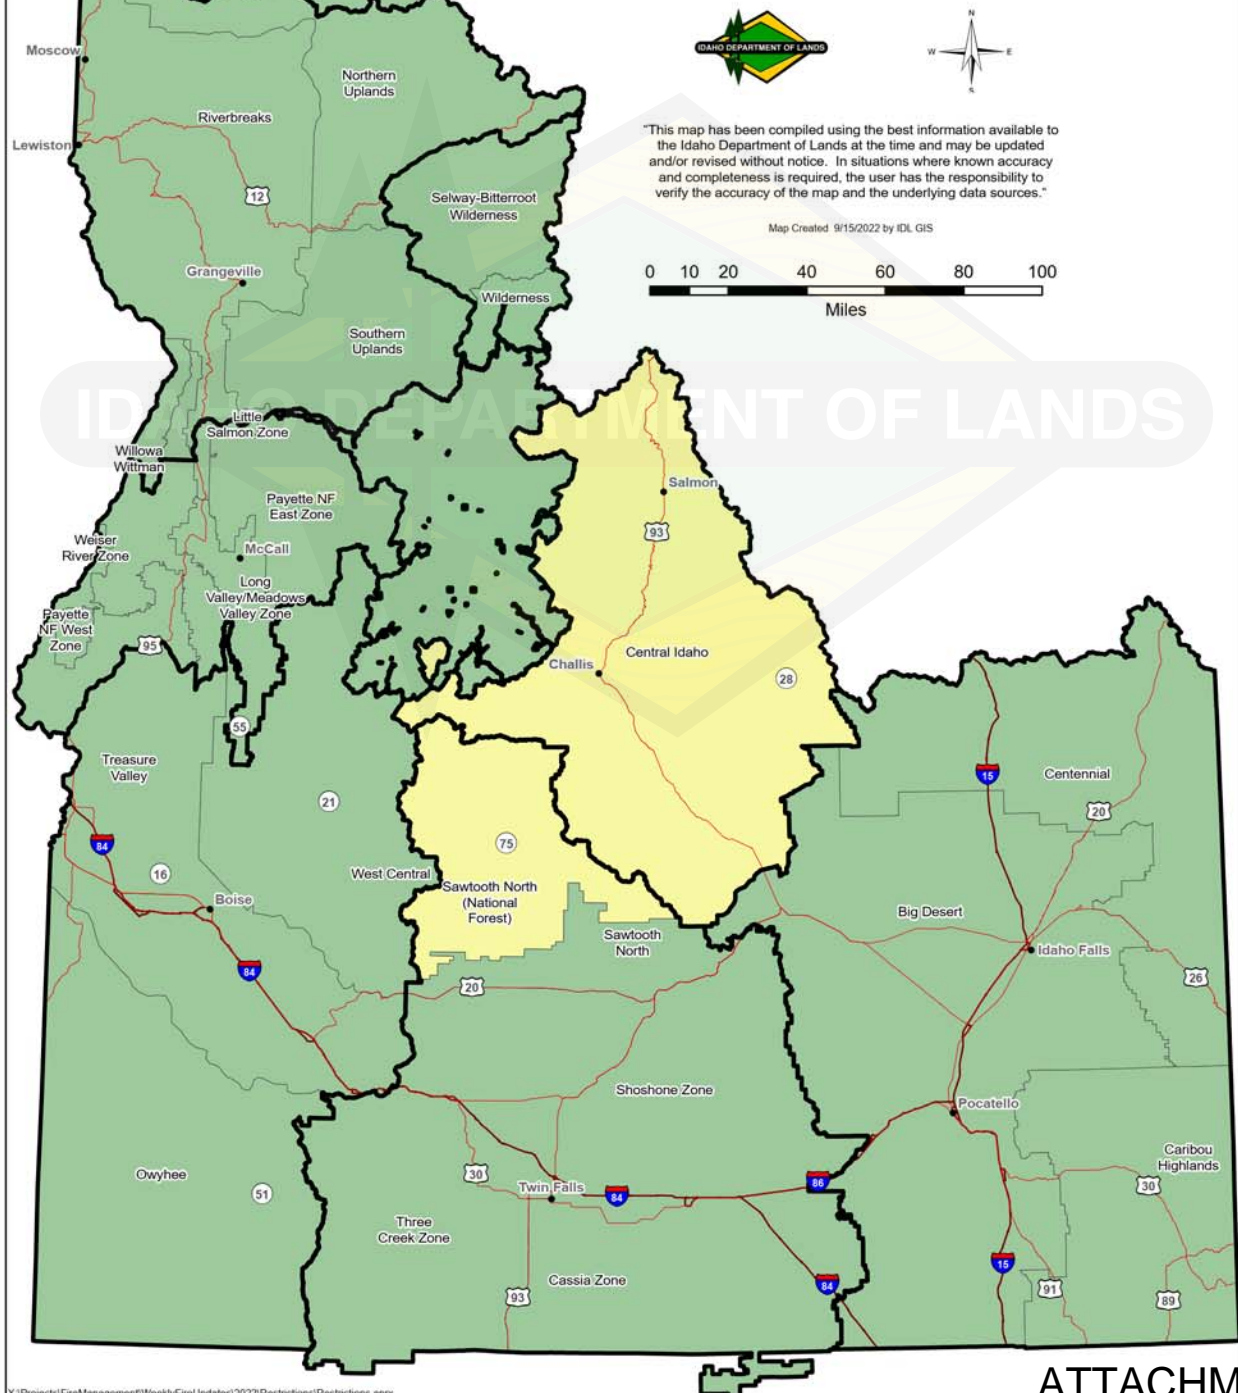 IDAHO DEPARTMENT OF LANDS
N
W
E
S
"This map has been compiled using the best information available to
the Idaho Department of Lands at the time and may be updated
and/or revised without notice. In situations where known accuracy
and completeness is required, the user has the responsibility to
verify the accuracy of the map and the underlying data sources."
Map Created 9/15/2022 by IDL GIS
0 10 20 40 60 80 100
Miles
Moscow
Northern
Uplands
Riverbreaks
Lewiston
12
Selway-Bitterroot
Wilderness
Grangeville
Wilderness
Southern
Uplands
IDAHO DEPARTMENT OF LANDS
Little
Salmon Zone
Willowa
Wittman
Salmon
Payette NF
East Zone
93
Weiser
River Zone
McCall
Long
Valley/Meadows
Valley Zone
Payette
NF West
Zone
95
Central Idaho
Challis
28
55
Treasure
Valley
15
Centennial
21
20
84
75
16
West Central
Sawtooth North
(National
Forest)
Boise
Big Desert
Sawtooth
North
Idaho Falls
84
20
26
Shoshone Zone
Pocatello
Owyhee
51
30
Twin Falls
84
86
Caribou
Highlands
30
Three
Creek Zone
Cassia Zone
93
84
15
91
89
ATTACHM